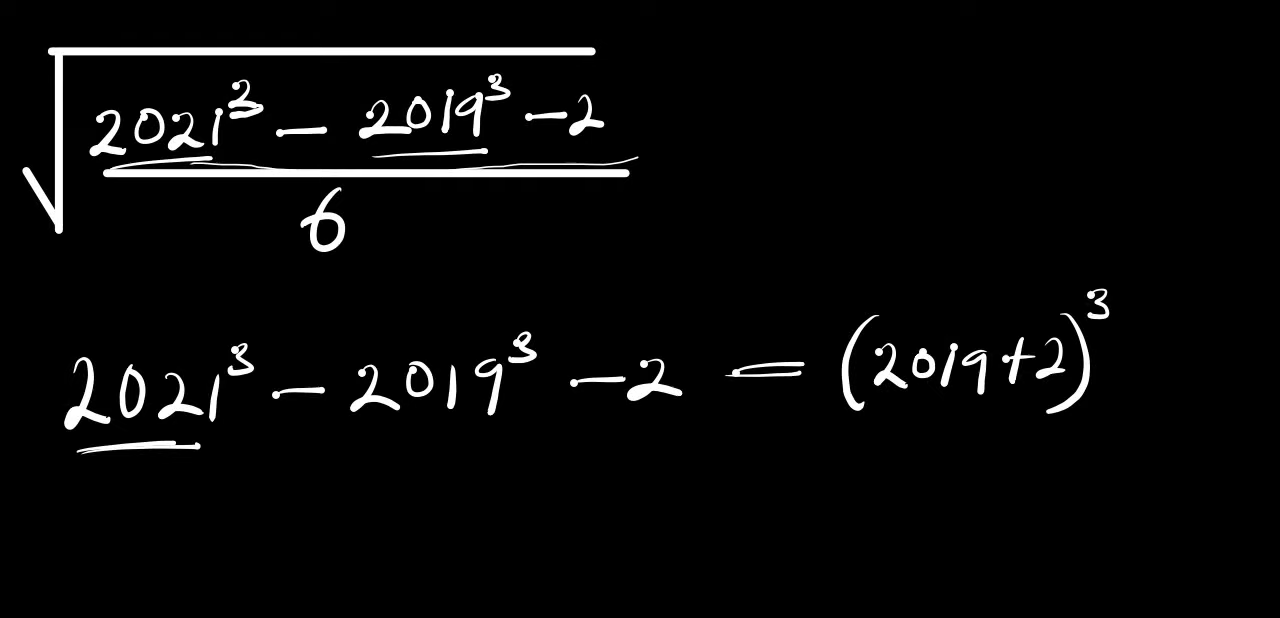 √((2021³ − 2019³ − 2)/6)
2021³ − 2019³ − 2 = (2019+2)³